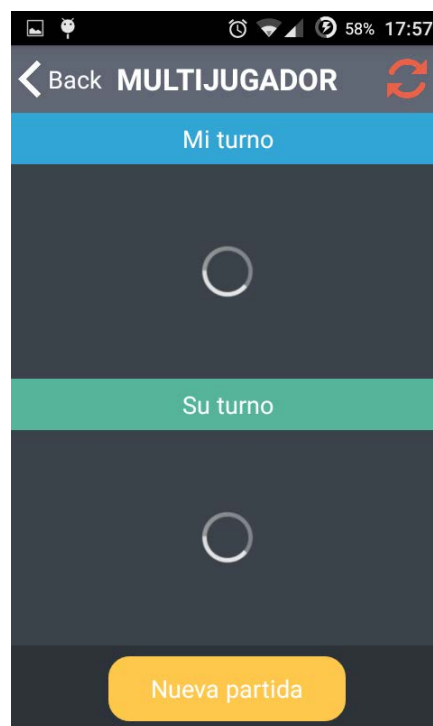 58% 17:57
Back MULTIJUGADOR
Mi turno
Su turno
Nueva partida